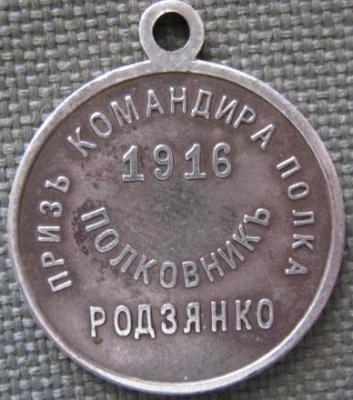 ПРИЗЪ КОМАНДИРА ПОЛКА
1916
ПОЛКОВНИКЪ
РОДЗЯНКО